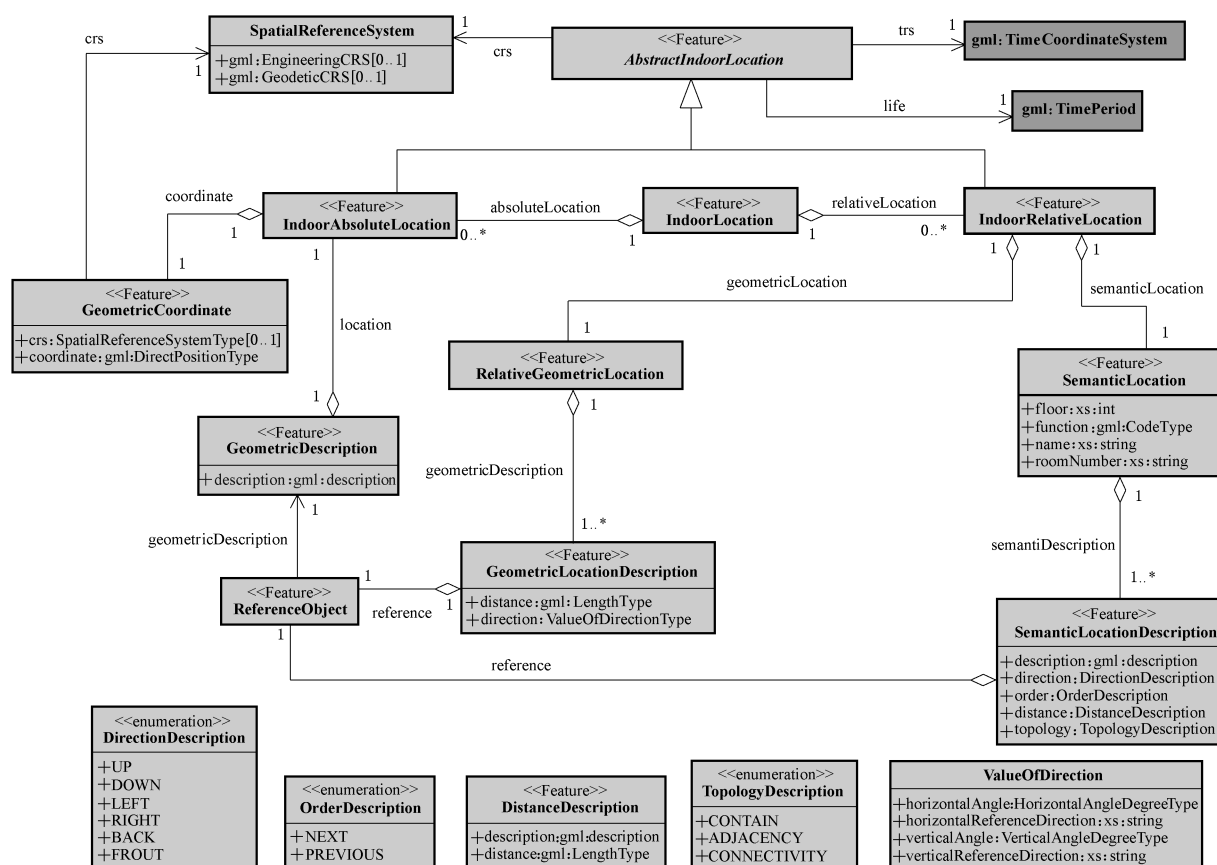 SpatialReferenceSystem
+gml:EngineeringCRS[0..1]
+gml:GeodeticCRS[0..1]
crs
1
1
crs
<<Feature>>
AbstractIndoorLocation
trs
1
gml:TimeCoordinateSystem
life
1
gml:TimePeriod
coordinate
<<Feature>>
IndoorAbsoluteLocation
1
1
1
absoluteLocation
0..*
1
<<Feature>>
IndoorLocation
relativeLocation
1
0..*
<<Feature>>
IndoorRelativeLocation
1
1
<<Feature>>
GeometricCoordinate
+crs:SpatialReferenceSystemType[0..1]
+coordinate:gml:DirectPositionType
location
1
geometricLocation
1
semanticLocation
1
<<Feature>>
RelativeGeometricLocation
1
<<Feature>>
SemanticLocation
+floor:xs:int
+function:gml:CodeType
+name:xs:string
+roomNumber:xs:string
1
<<Feature>>
GeometricDescription
+description:gml:description
1
geometricDescription
geometricDescription
1..*
semantiDescription
1..*
<<Feature>>
ReferenceObject
1
1
reference
1
<<Feature>>
GeometricLocationDescription
+distance:gml:LengthType
+direction:ValueOfDirectionType
<<Feature>>
SemanticLocationDescription
+description:gml:description
+direction:DirectionDescription
+order:OrderDescription
+distance:DistanceDescription
+topology:TopologyDescription
reference
<<enumeration>>
DirectionDescription
+UP
+DOWN
+LEFT
+RIGHT
+BACK
+FROUT
<<enumeration>>
OrderDescription
+NEXT
+PREVIOUS
<<Feature>>
DistanceDescription
+description:gml:description
+distance:gml:LengthType
<<enumeration>>
TopologyDescription
+CONTAIN
+ADJACENCY
+CONNECTIVITY
ValueOfDirection
+horizontalAngle:HorizontalAngleDegreeType
+horizontalReferenceDirection:xs:string
+verticalAngle:VerticalAngleDegreeType
+verticalReferenceDirection:xs:string